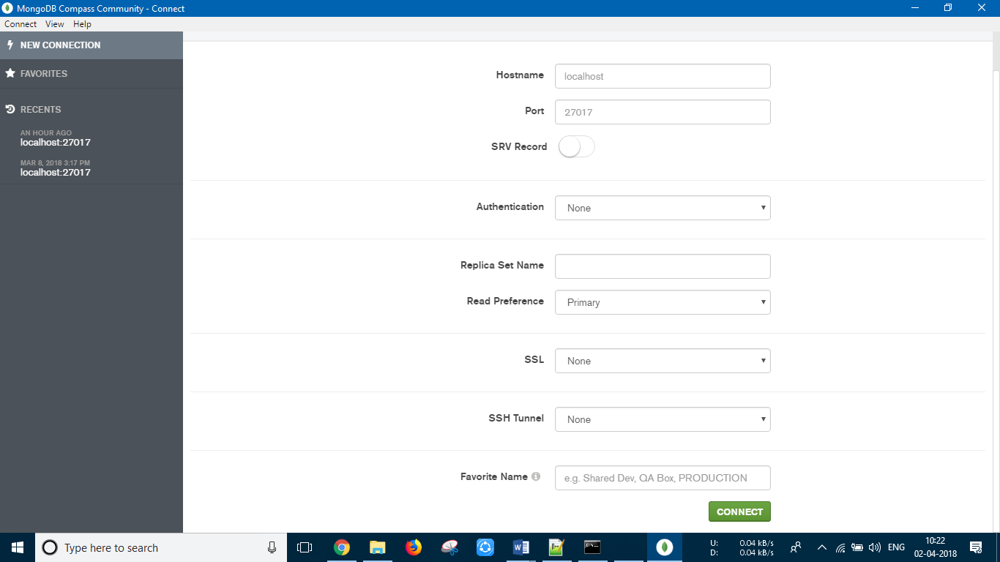 MongoDB Compass Community - Connect
Connect View Help
NEW CONNECTION
FAVORITES
RECENTS
AN HOUR AGO
localhost:27017
MAR 8, 2018 3:17 PM
localhost:27017
Hostname localhost
Port 27017
SRV Record
Authentication None
Replica Set Name
Read Preference Primary
SSL None
SSH Tunnel None
Favorite Name e.g. Shared Dev, QA Box, PRODUCTION
CONNECT
Type here to search
U: 0.04 kB/s
D: 0.04 kB/s
ENG
10:22
02-04-2018